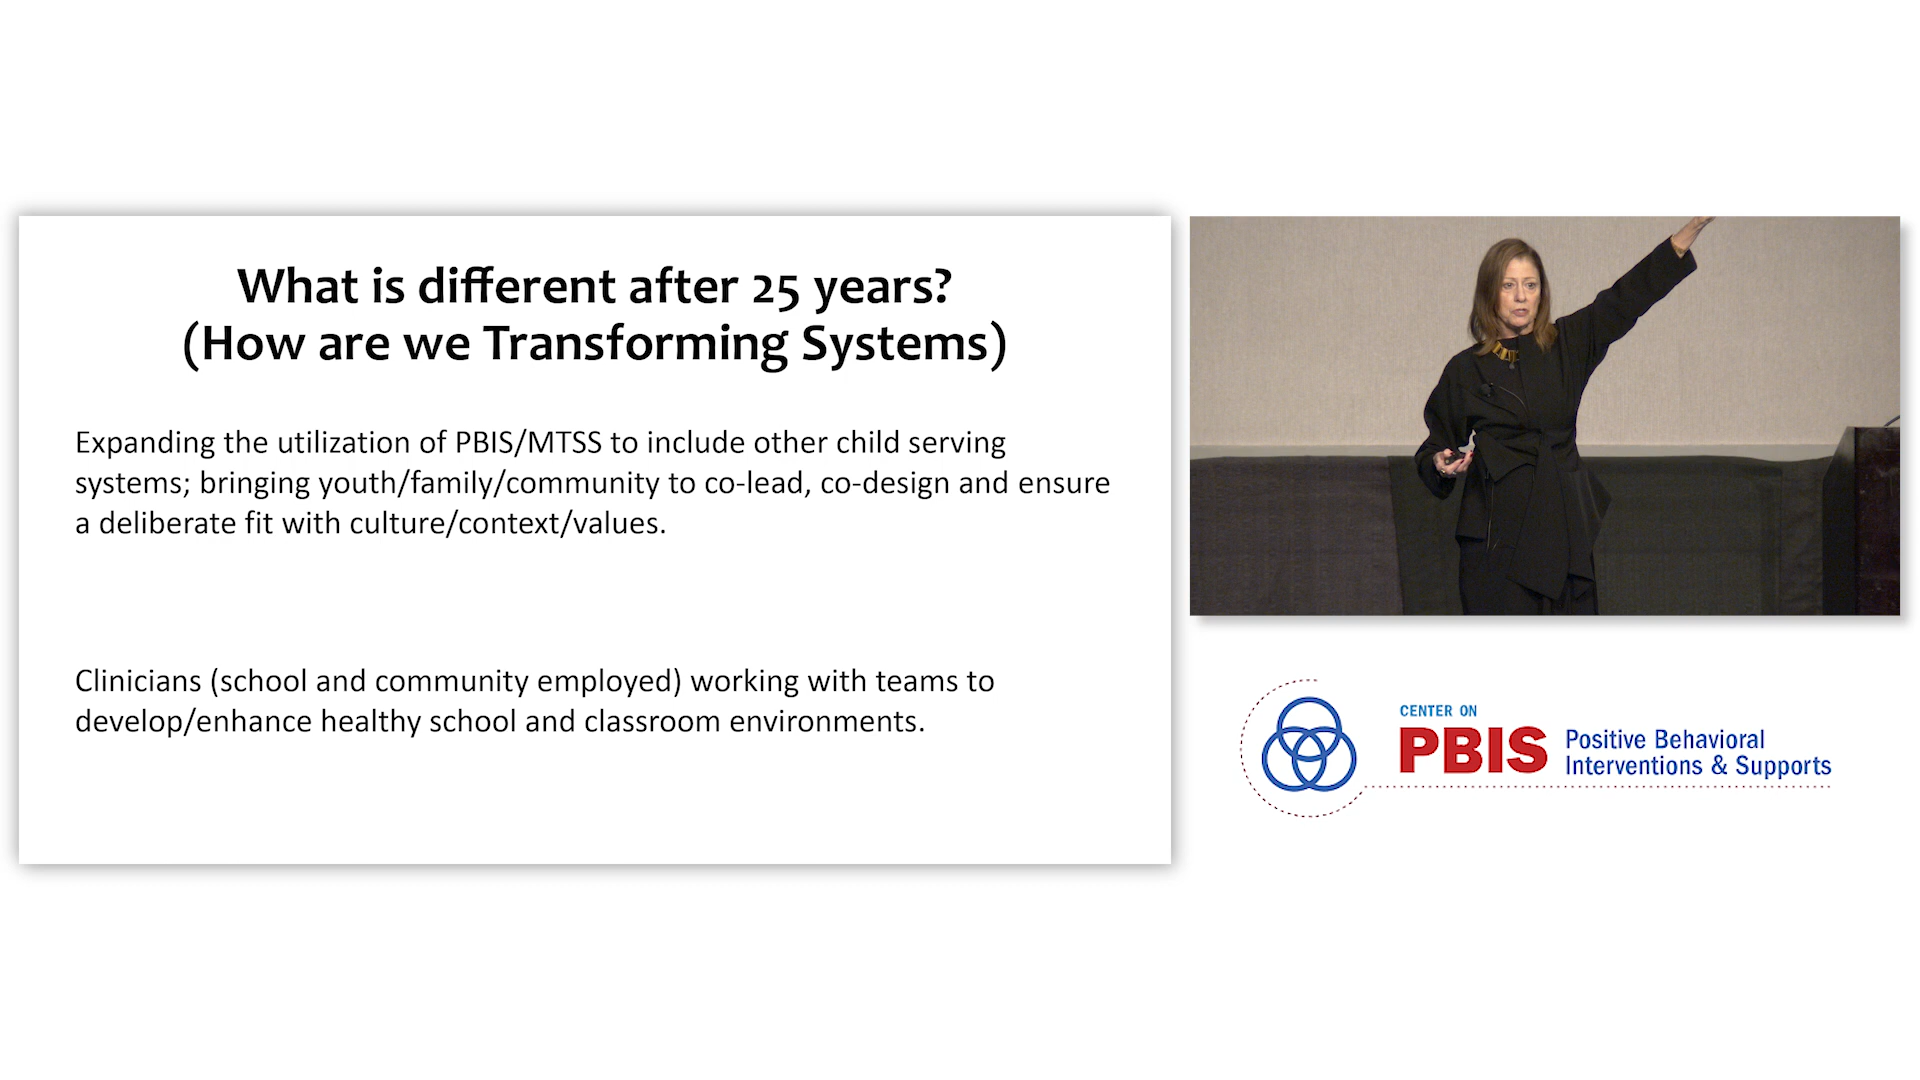 What is different after 25 years?
(How are we Transforming Systems)
Expanding the utilization of PBIS/MTSS to include other child serving
systems; bringing youth/family/community to co-lead, co-design and ensure
a deliberate fit with culture/context/values.
Clinicians (school and community employed) working with teams to
develop/enhance healthy school and classroom environments.
CENTER ON
PBIS
Positive Behavioral
Interventions & Supports